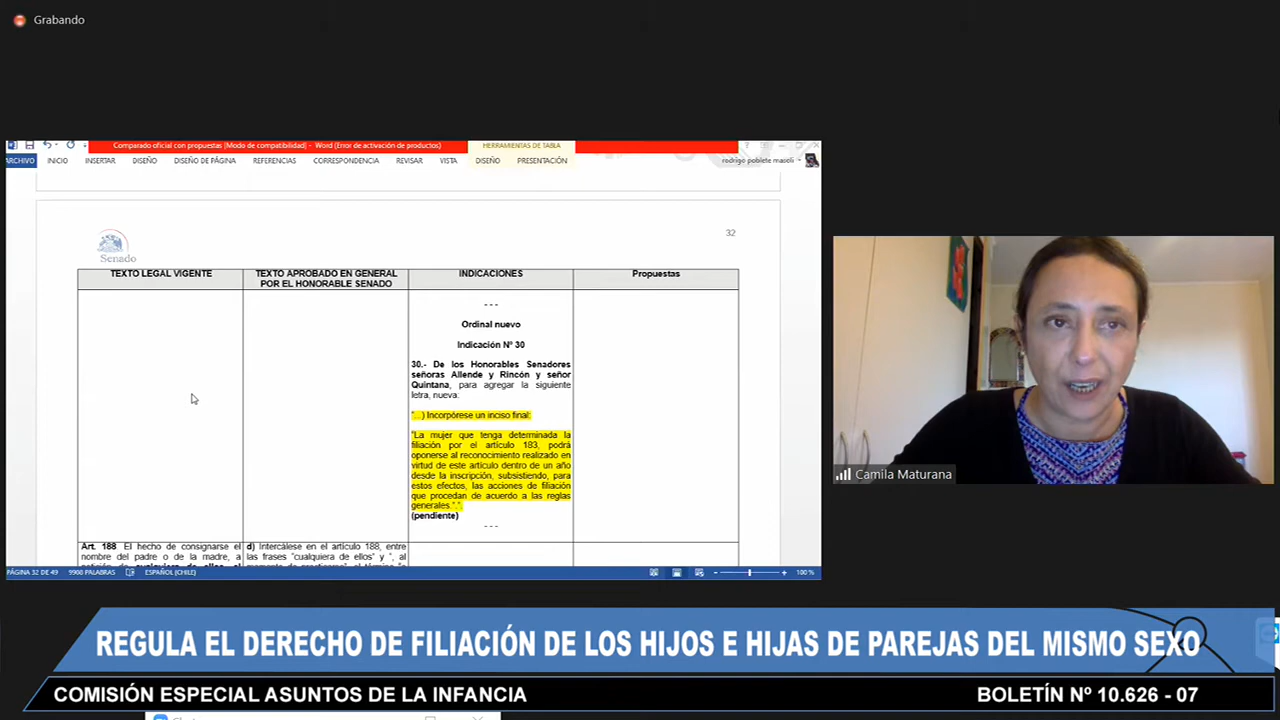 Grabando
Comparado oficial con propuestas [Modo de compatibilidad] - Word (Error de activación de productos)
HERRAMIENTAS DE TABLA
ARCHIVO INICIO INSERTAR DISEÑO DISEÑO DE PÁGINA REFERENCIAS CORRESPONDENCIA REVISAR VISTA DISEÑO PRESENTACIÓN
rodrigo poblete masoli
32
Senado
TEXTO LEGAL VIGENTE
TEXTO APROBADO EN GENERAL
POR EL HONORABLE SENADO
INDICACIONES
Propuestas
- - -
Ordinal nuevo
Indicación Nº 30
30.- De los Honorables Senadores
señoras Allende y Rincón y señor
Quintana, para agregar la siguiente
letra, nueva:
"...) Incorpórese un inciso final:
"La mujer que tenga determinada la
filiación por el artículo 183, podrá
oponerse al reconocimiento realizado en
virtud de este artículo dentro de un año
desde la inscripción, subsistiendo, para
estos efectos, las acciones de filiación
que procedan de acuerdo a las reglas
generales.".".
(pendiente)
- - -
Art. 188 El hecho de consignarse el
nombre del padre o de la madre, a
d) Intercálese en el artículo 188, entre
las frases "cualquiera de ellos" y ", al
PÁGINA 32 DE 49 9900 PALABRAS ESPAÑOL (CHILE)
100 %
Camila Maturana
REGULA EL DERECHO DE FILIACIÓN DE LOS HIJOS E HIJAS DE PAREJAS DEL MISMO SEXO
COMISIÓN ESPECIAL ASUNTOS DE LA INFANCIA
BOLETÍN Nº 10.626 - 07